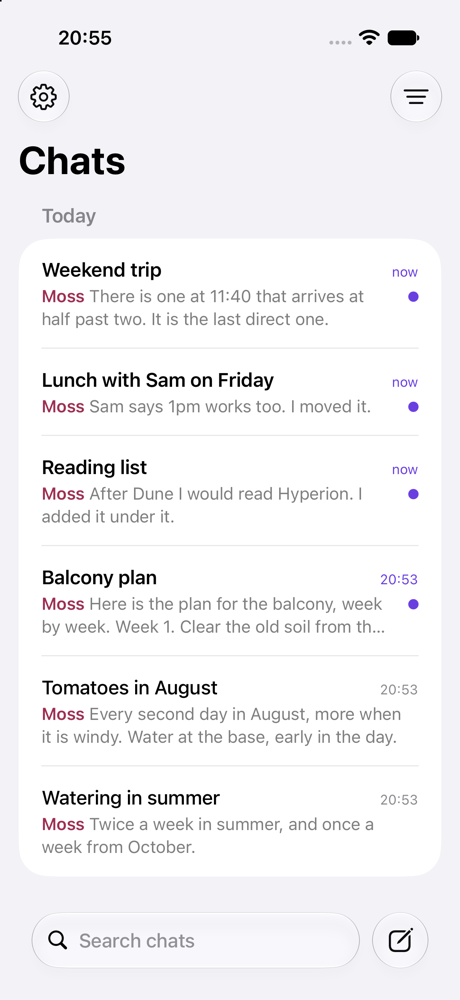 20:55
Chats
Today
Weekend trip
now
Moss There is one at 11:40 that arrives at
half past two. It is the last direct one.
Lunch with Sam on Friday
now
Moss Sam says 1pm works too. I moved it.
Reading list
now
Moss After Dune I would read Hyperion. I
added it under it.
Balcony plan
20:53
Moss Here is the plan for the balcony, week
by week. Week 1. Clear the old soil from th...
Tomatoes in August
20:53
Moss Every second day in August, more when
it is windy. Water at the base, early in the day.
Watering in summer
20:53
Moss Twice a week in summer, and once a
week from October.
Search chats